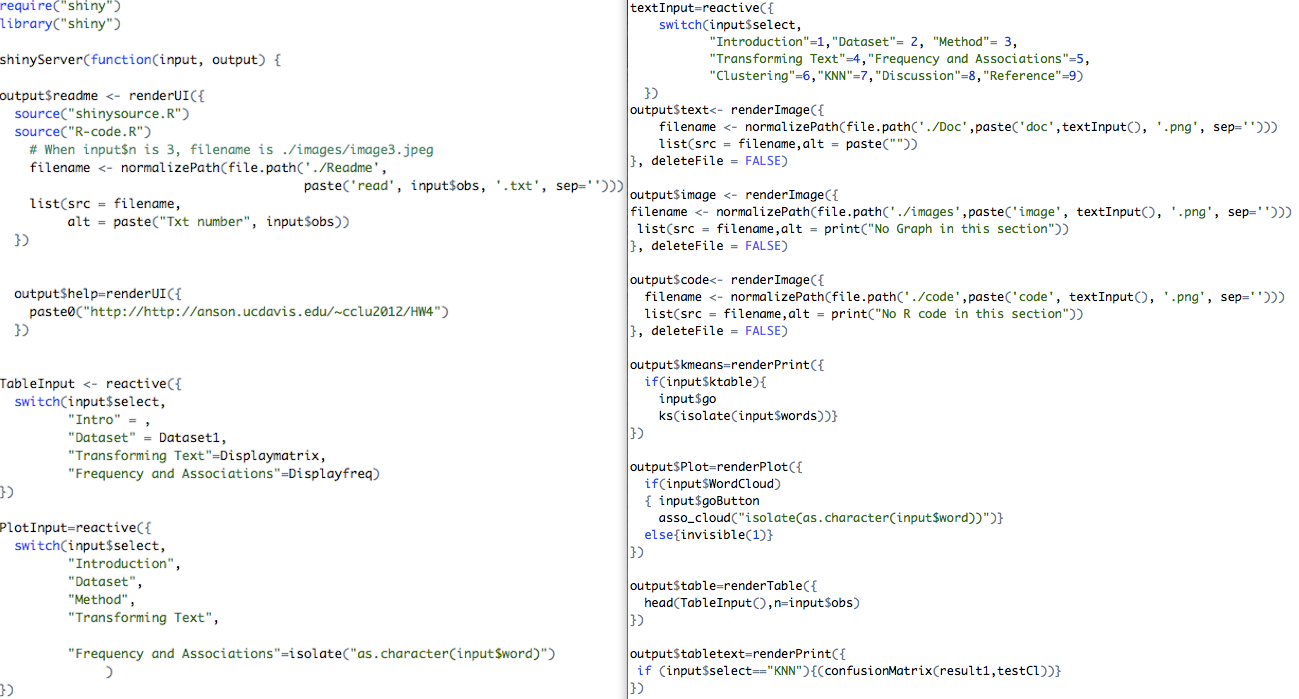 require("shiny")
library("shiny")

shinyServer(function(input, output) {

output$readme <- renderUI({
  source("shinysource.R")
  source("R-code.R")
    # When input$n is 3, filename is ./images/image3.jpeg
    filename <- normalizePath(file.path('./Readme',
                                        paste('read', input$obs, '.txt', sep='')))
    list(src = filename,
         alt = paste("Txt number", input$obs))
  })

  output$help=renderUI({
    paste0("http://http://anson.ucdavis.edu/~cclu2012/HW4")
  })

TableInput <- reactive({
  switch(input$select,
         "Intro" = ,
         "Dataset" = Dataset1,
         "Transforming Text"=Displaymatrix,
         "Frequency and Associations"=Displayfreq)
})

PlotInput=reactive({
  switch(input$select,
         "Introduction",
         "Dataset",
         "Method",
         "Transforming Text",

         "Frequency and Associations"=isolate("as.character(input$word)")
              )
})

textInput=reactive({
    switch(input$select,
           "Introduction"=1,"Dataset"= 2, "Method"= 3,
           "Transforming Text"=4,"Frequency and Associations"=5,
           "Clustering"=6,"KNN"=7,"Discussion"=8,"Reference"=9)
  })
output$text<- renderImage({
    filename <- normalizePath(file.path('./Doc',paste('doc',textInput(), '.png', sep='')))
    list(src = filename,alt = paste(""))
}, deleteFile = FALSE)

output$image <- renderImage({
filename <- normalizePath(file.path('./images',paste('image', textInput(), '.png', sep='')))
 list(src = filename,alt = print("No Graph in this section"))
}, deleteFile = FALSE)

output$code<- renderImage({
  filename <- normalizePath(file.path('./code',paste('code', textInput(), '.png', sep='')))
  list(src = filename,alt = print("No R code in this section"))
}, deleteFile = FALSE)

output$kmeans=renderPrint({
  if(input$ktable){
    input$go
    ks(isolate(input$words))}
})

output$Plot=renderPlot({
  if(input$WordCloud)
  { input$goButton
    asso_cloud("isolate(as.character(input$word))")}
  else{invisible(1)}
})

output$table=renderTable({
  head(TableInput(),n=input$obs)
})

output$tabletext=renderPrint({
 if (input$select=="KNN"){(confusionMatrix(result1,testCl))}
})